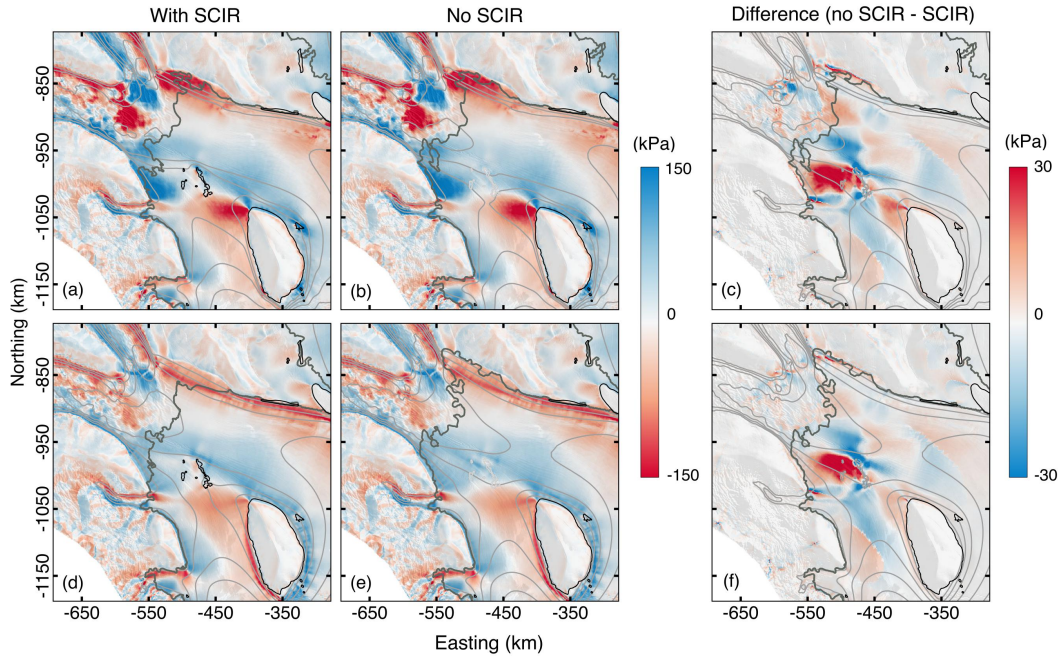 With SCIR No SCIR Difference (no SCIR - SCIR)
-850
-950
-1050
-1150
(a) (b) (c)
(kPa)
150
0
-150
(kPa)
30
0
-30
Northing (km)
-850
-950
-1050
-1150
(d) (e) (f)
-650 -550 -450 -350 -650 -550 -450 -350 -650 -550 -450 -350
Easting (km)